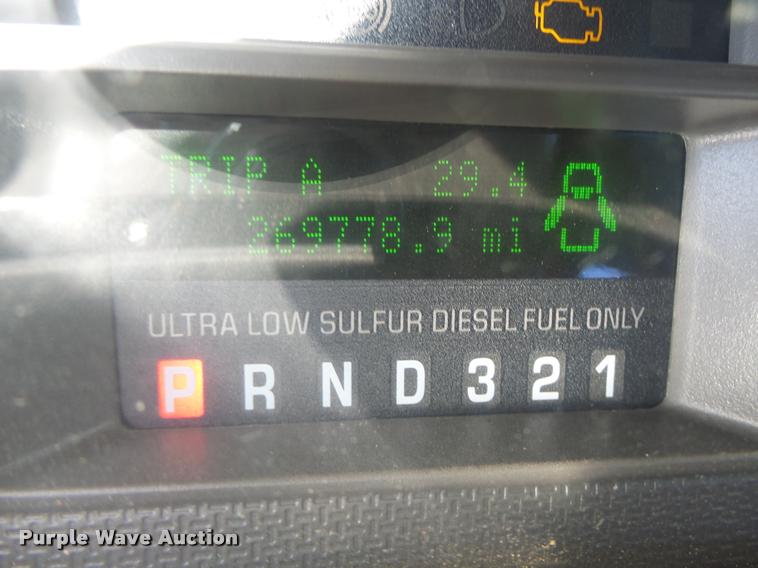 TRIP A 29.4
269778.9 mi
ULTRA LOW SULFUR DIESEL FUEL ONLY
P R N D 3 2 1
Purple Wave Auction